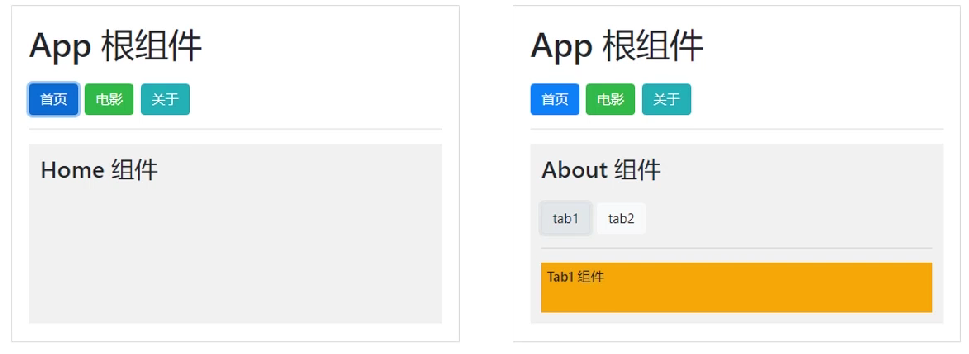 App 根组件
首页 电影 关于
Home 组件
App 根组件
首页 电影 关于
About 组件
tab1 tab2
Tab1 组件